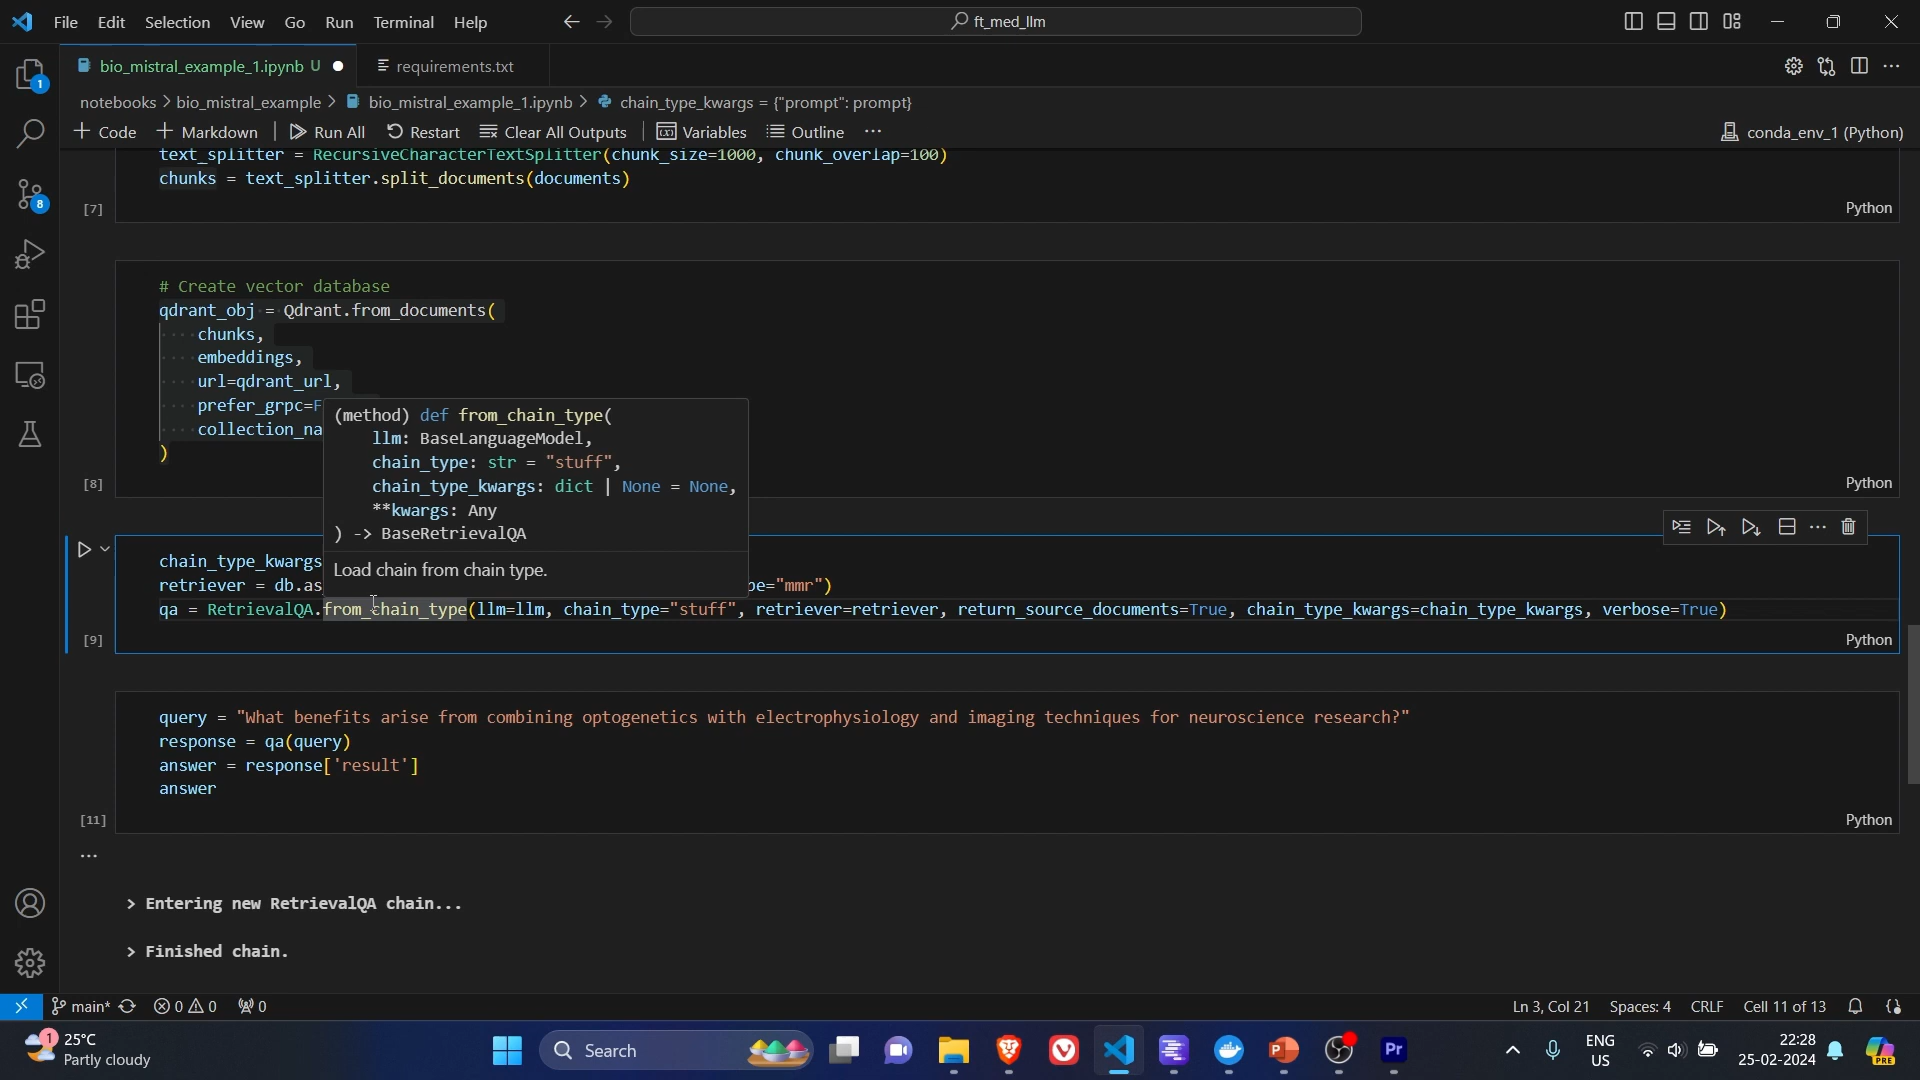 File Edit Selection View Go Run Terminal Help
ft_med_llm
1
bio_mistral_example_1.ipynb U
requirements.txt
notebooks > bio_mistral_example > bio_mistral_example_1.ipynb > chain_type_kwargs = {"prompt": prompt}
+ Code + Markdown Run All Restart Clear All Outputs Variables Outline ...
conda_env_1 (Python)
text_splitter = RecursiveCharacterTextSplitter(chunk_size=1000, chunk_overlap=100)
chunks = text_splitter.split_documents(documents)
8
[7]
Python
# Create vector database
qdrant_obj = Qdrant.from_documents(
chunks,
embeddings,
url=qdrant_url,
prefer_grpc=F
collection_na
)
(method) def from_chain_type(
llm: BaseLanguageModel,
chain_type: str = "stuff",
chain_type_kwargs: dict | None = None,
**kwargs: Any
) -> BaseRetrievalQA
Load chain from chain type.
[8]
Python
chain_type_kwargs
retriever = db.as pe="mmr")
qa = RetrievalQA.from_chain_type(llm=llm, chain_type="stuff", retriever=retriever, return_source_documents=True, chain_type_kwargs=chain_type_kwargs, verbose=True)
[9]
Python
query = "What benefits arise from combining optogenetics with electrophysiology and imaging techniques for neuroscience research?"
response = qa(query)
answer = response['result']
answer
[11]
Python
...
> Entering new RetrievalQA chain...
> Finished chain.
main* 0 0 0
Ln 3, Col 21 Spaces: 4 CRLF Cell 11 of 13
1
25°C
Partly cloudy
Search
Pr
ENG
US
22:28
25-02-2024
PRE